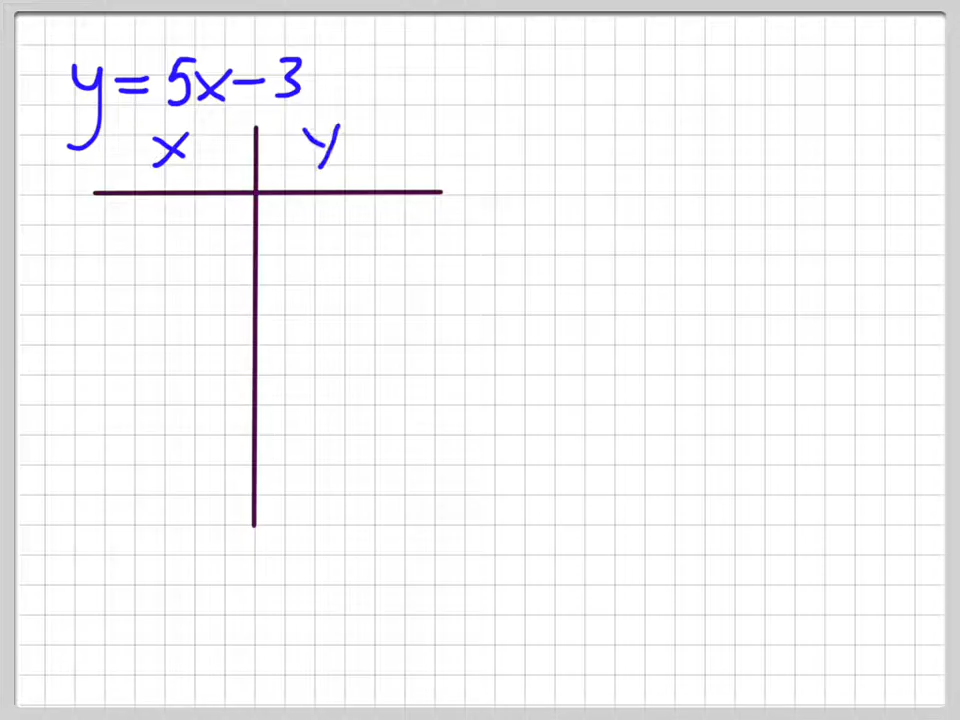 y = 5x - 3
x y